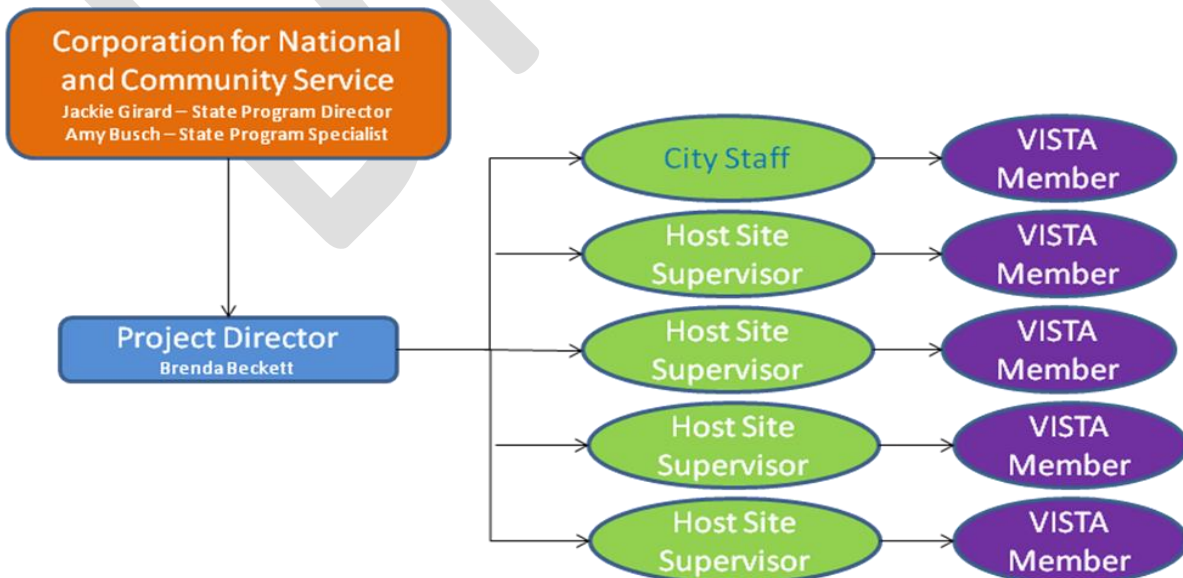 Corporation for National
and Community Service
Jackie Girard – State Program Director
Amy Busch – State Program Specialist
City Staff
VISTA
Member
Host Site
Supervisor
VISTA
Member
Project Director
Brenda Beckett
Host Site
Supervisor
VISTA
Member
Host Site
Supervisor
VISTA
Member
Host Site
Supervisor
VISTA
Member